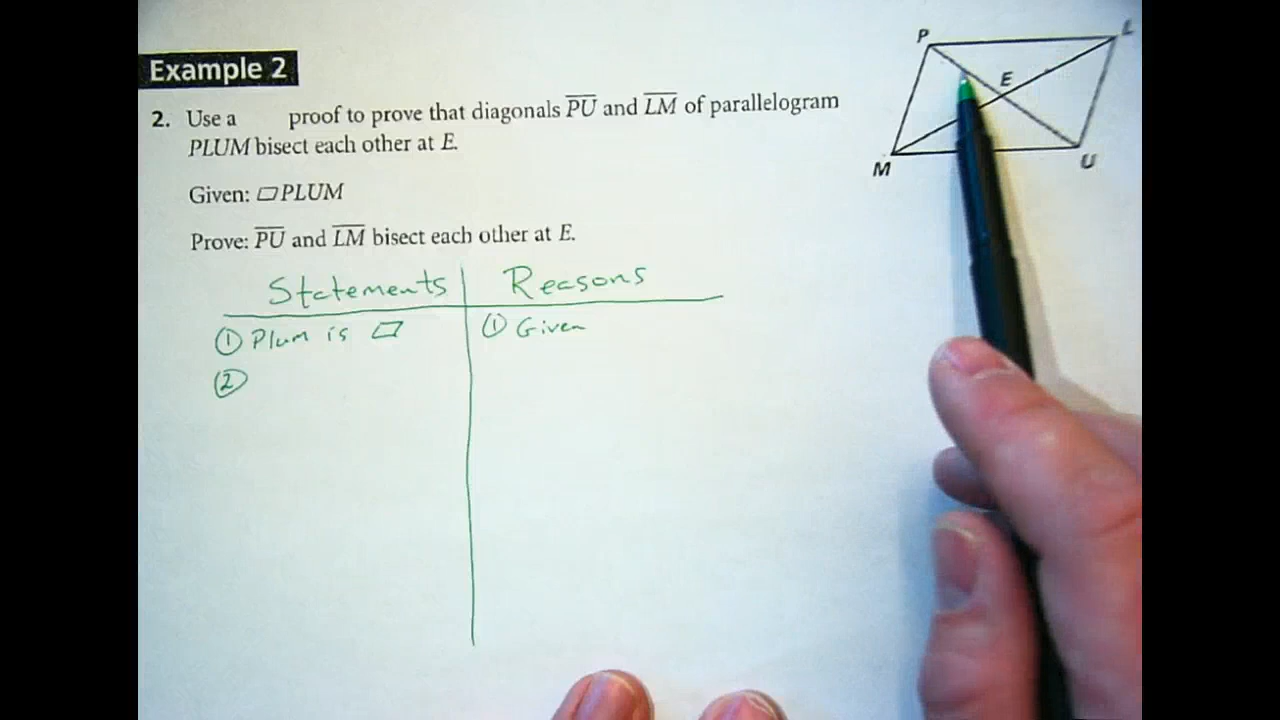 Example 2
2. Use a proof to prove that diagonals PU and LM of parallelogram
PLUM bisect each other at E.
Given: ▱PLUM
Prove: PU and LM bisect each other at E.
Statements Reasons
① Plum is ▱ ① Given
②
P L
E
M U